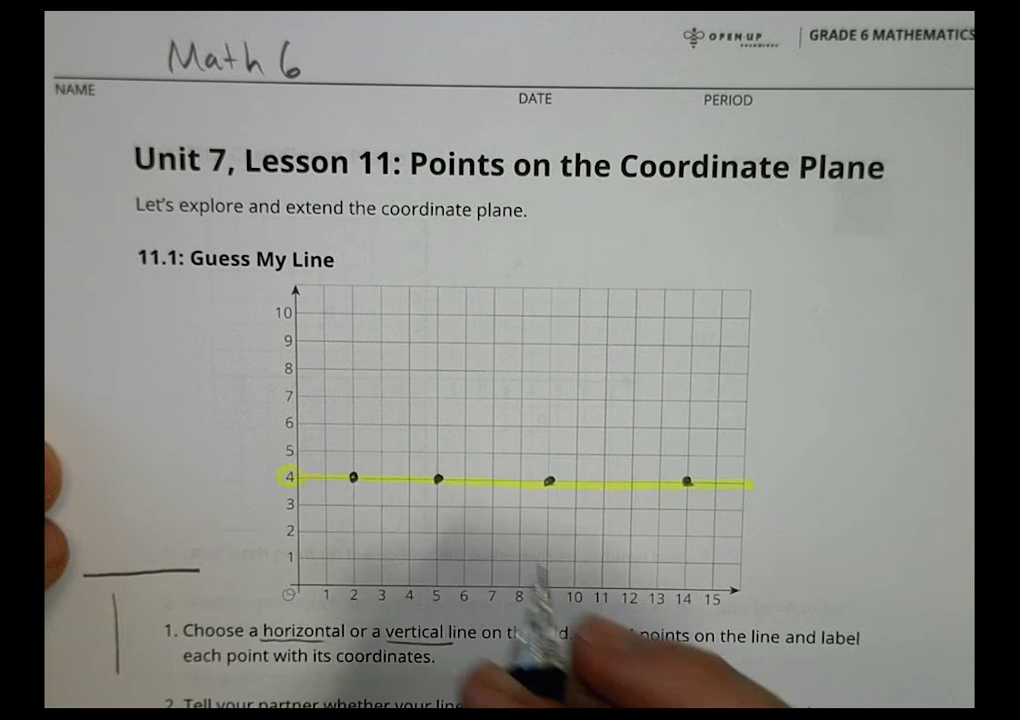 Math 6
OPEN·UP
RESOURCES
GRADE 6 MATHEMATICS
NAME
DATE
PERIOD
Unit 7, Lesson 11: Points on the Coordinate Plane
Let's explore and extend the coordinate plane.
11.1: Guess My Line
10
9
8
7
6
5
4
3
2
1
0 1 2 3 4 5 6 7 8 10 11 12 13 14 15
1. Choose a horizontal or a vertical line on points on the line and label
each point with its coordinates.
2. Tell your partner whether your line